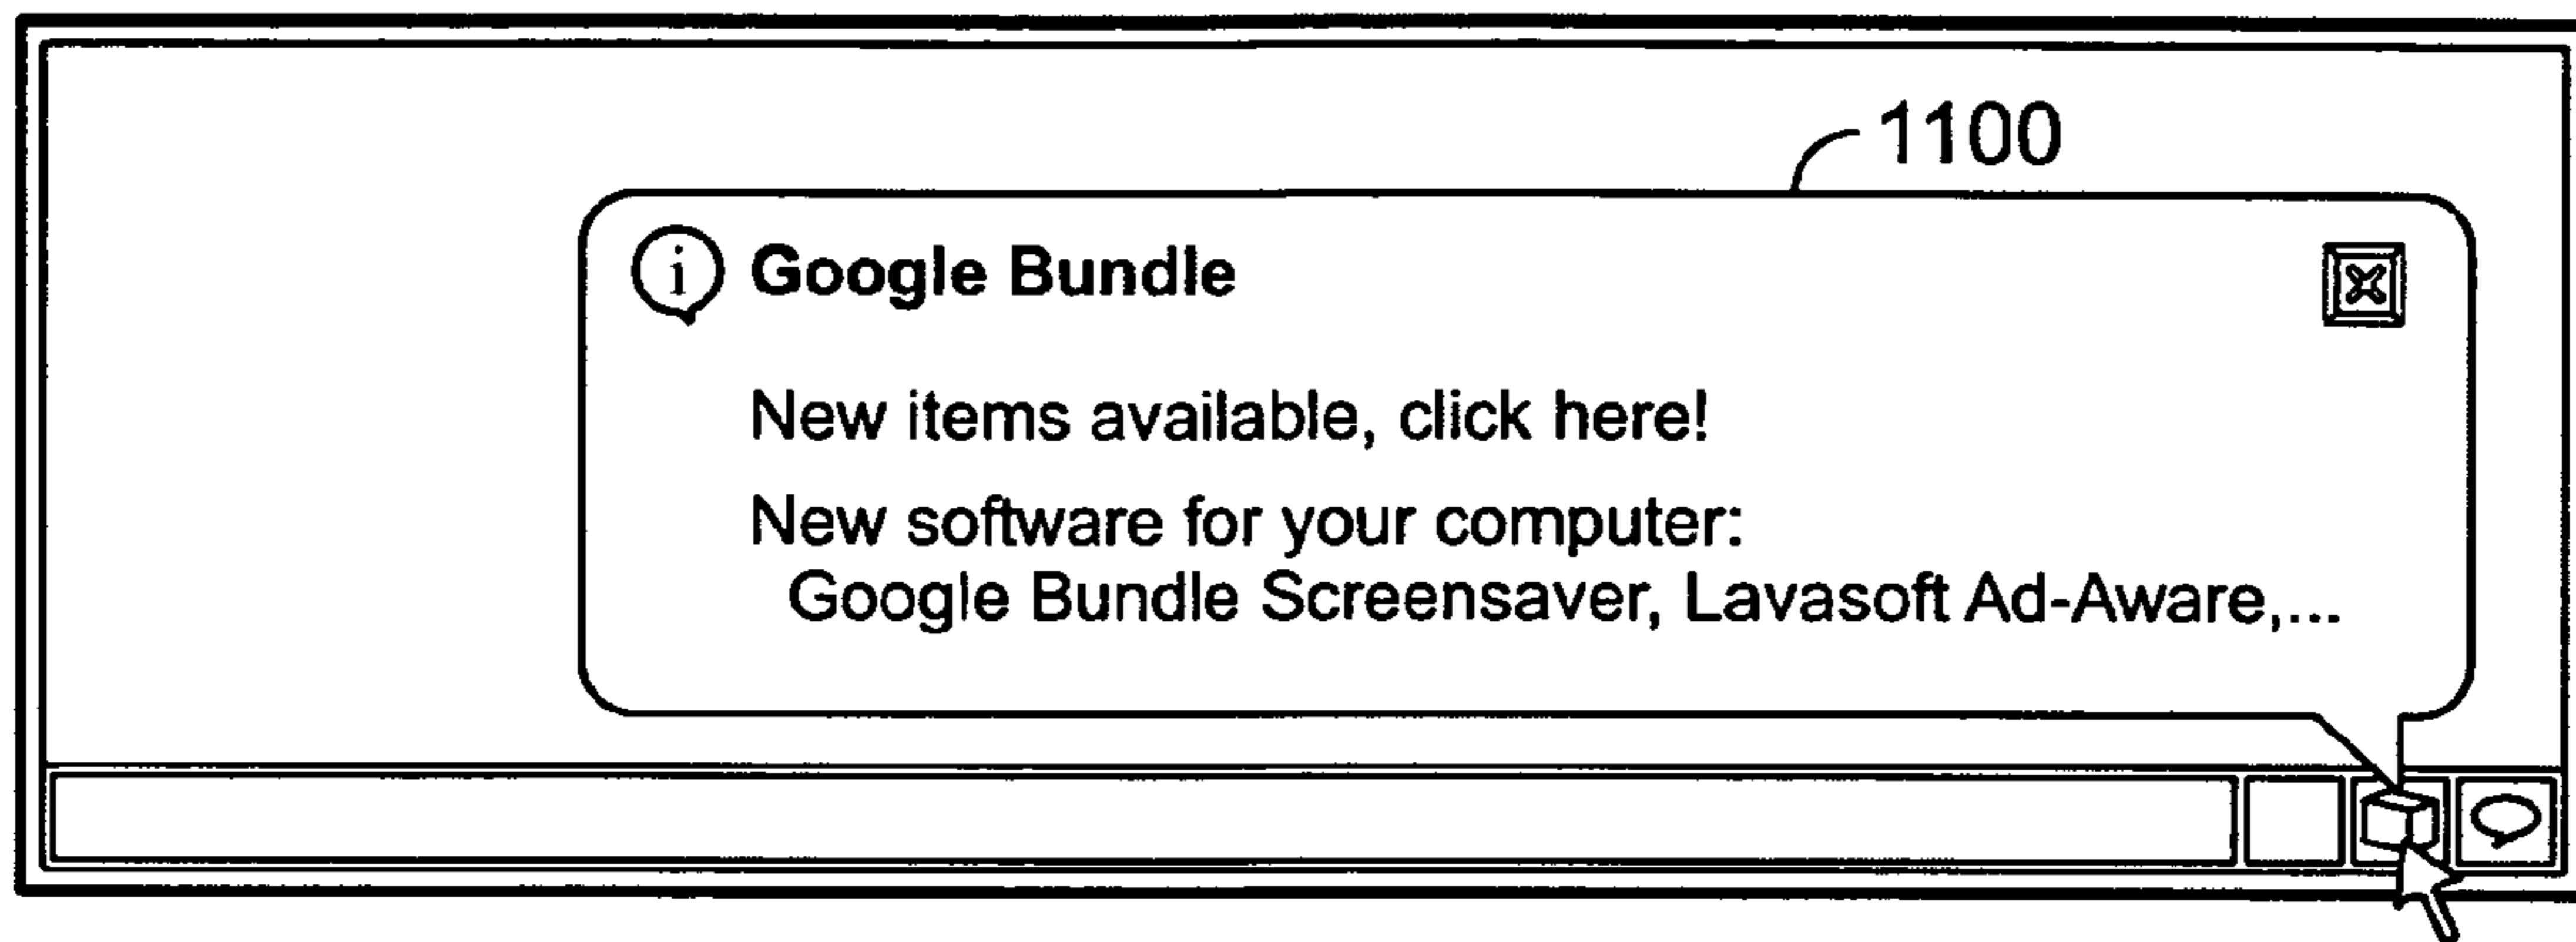 1100
i Google Bundle
New items available, click here!
New software for your computer:
Google Bundle Screensaver, Lavasoft Ad-Aware,...